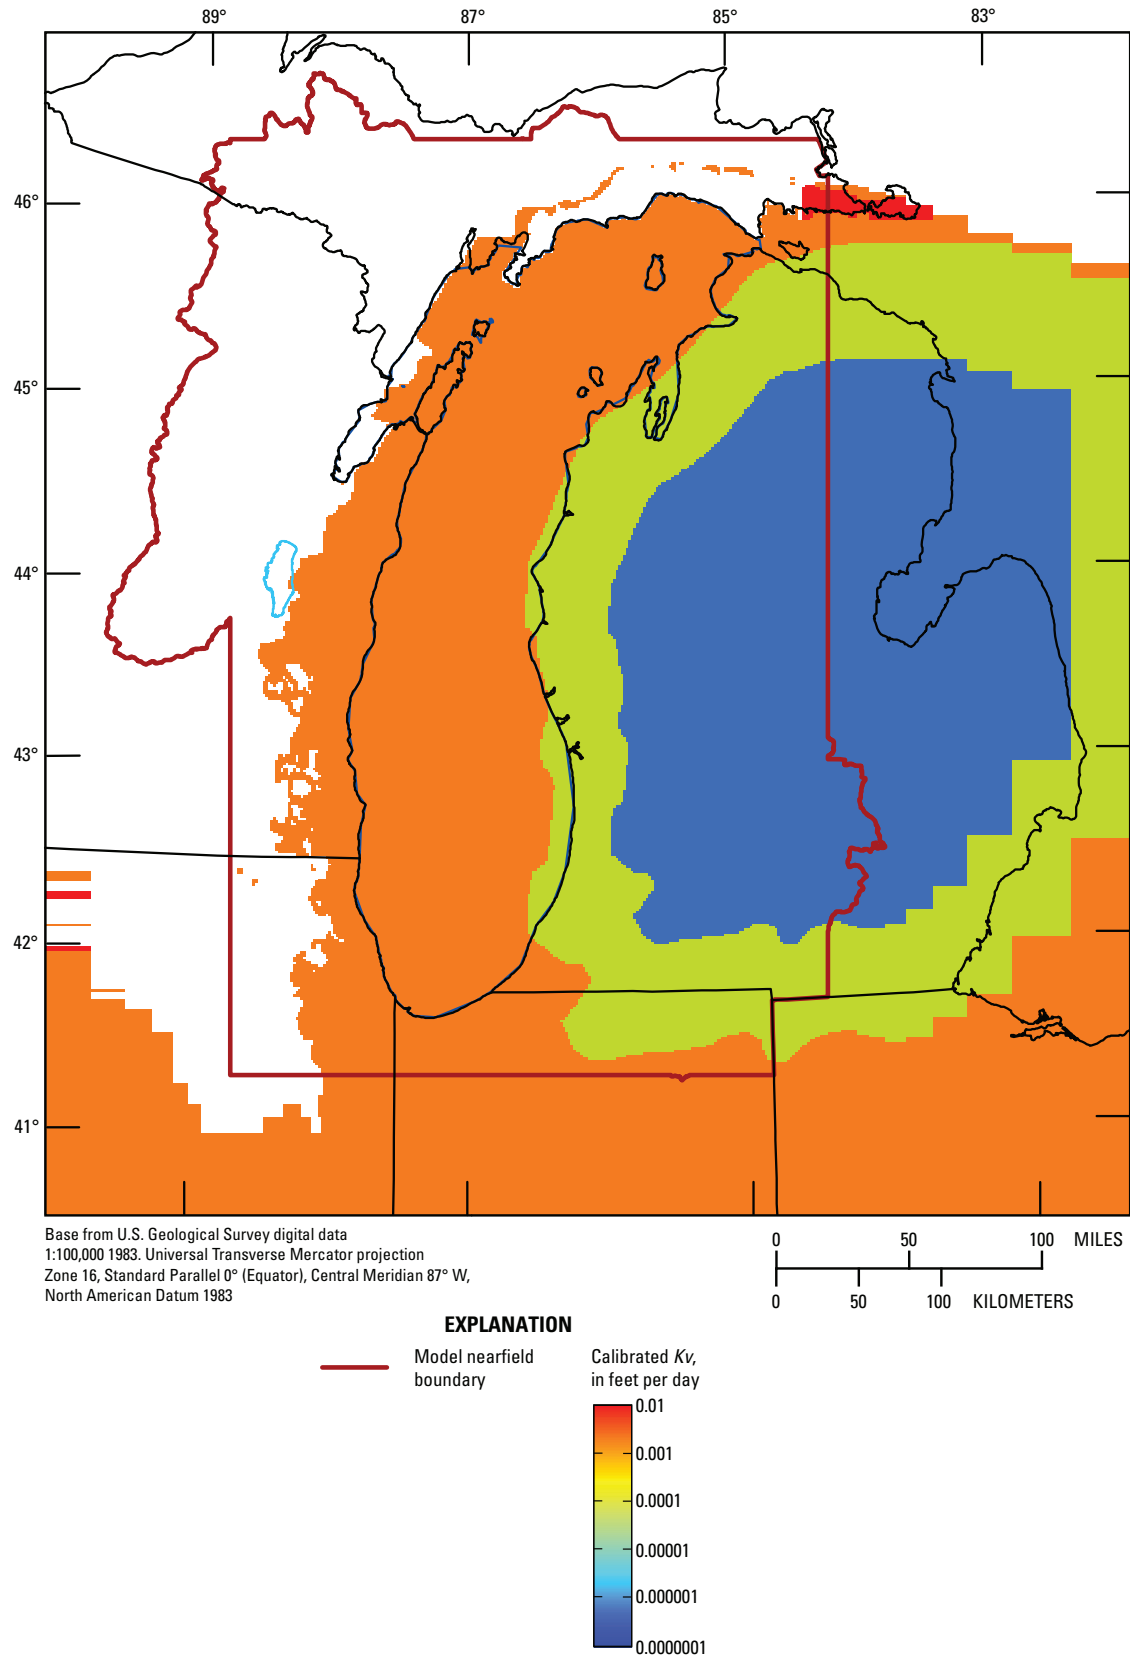 89°
87°
85°
83°
46°
45°
44°
43°
42°
41°
Base from U.S. Geological Survey digital data
1:100,000 1983. Universal Transverse Mercator projection
Zone 16, Standard Parallel 0° (Equator), Central Meridian 87° W,
North American Datum 1983
0 50 100 MILES
0 50 100 KILOMETERS
EXPLANATION
Model nearfield
boundary
Calibrated Kv,
in feet per day
0.01
0.001
0.0001
0.00001
0.000001
0.0000001